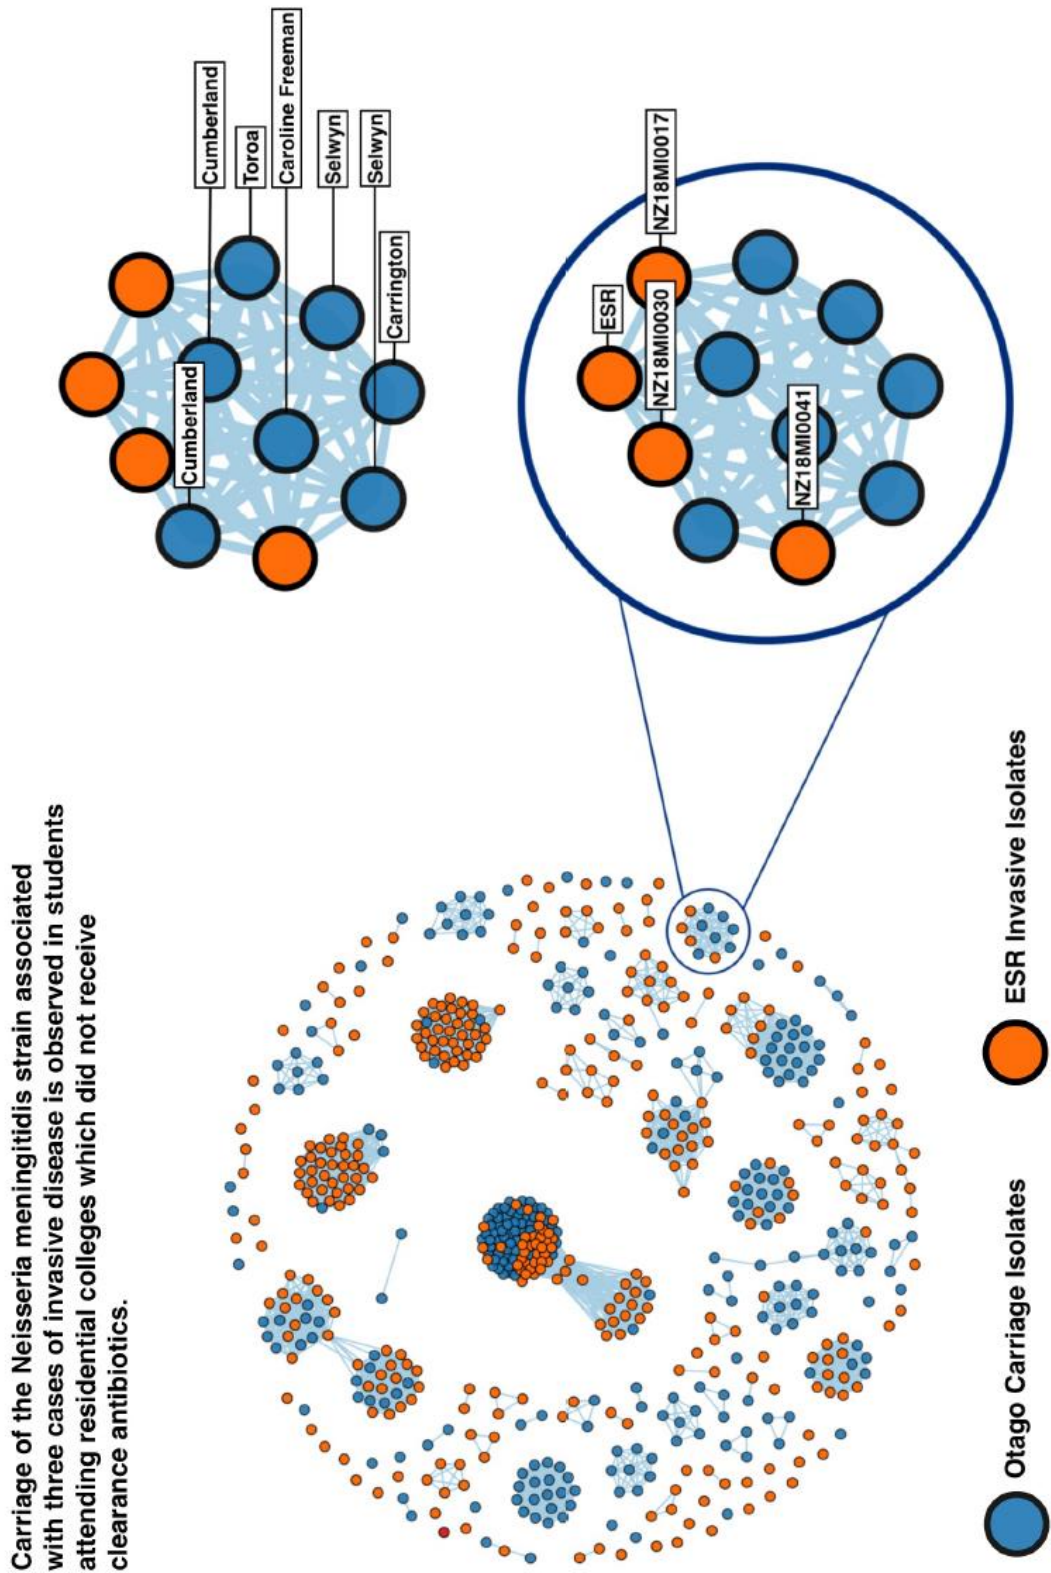 Carriage of the Neisseria meningitidis strain associated
with three cases of invasive disease is observed in students
attending residential colleges which did not receive
clearance antibiotics.
Cumberland
Cumberland
Toroa
Caroline Freeman
Selwyn
Selwyn
Carrington
ESR
NZ18MI0030
NZ18MI0017
NZ18MI0041
Otago Carriage Isolates
ESR Invasive Isolates